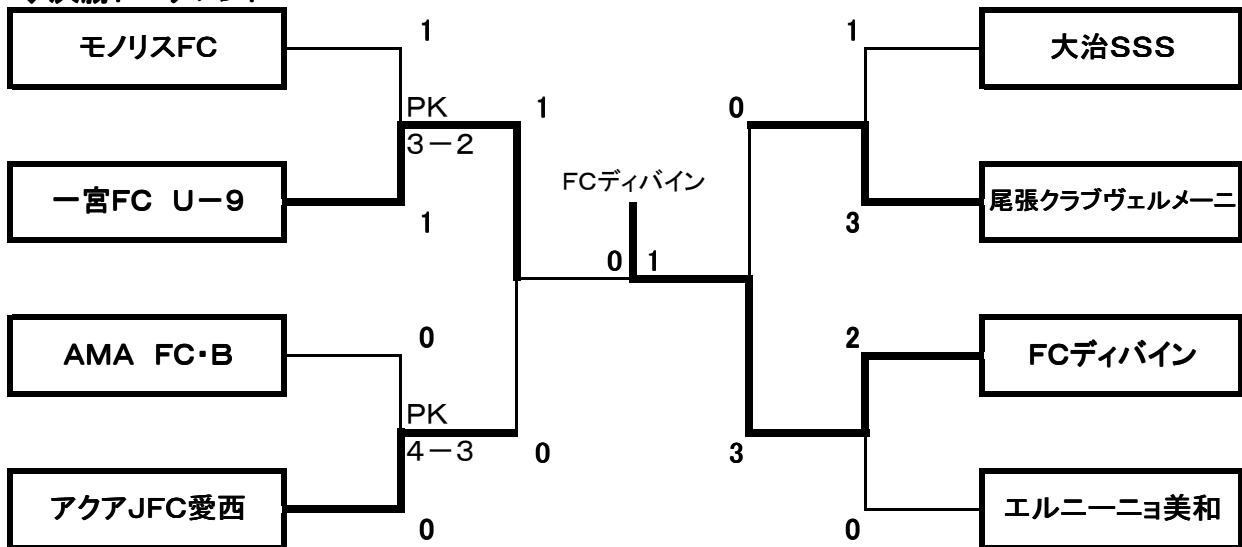 モノリスFC
1
PK
3-2
一宮FC U-9
1
1
AMA FC・B
0
PK
4-3
アクアJFC愛西
0
0
FCディバイン
0 1
大治SSS
1
0
尾張クラブヴェルメーニ
3
FCディバイン
2
3
エルニーニョ美和
0